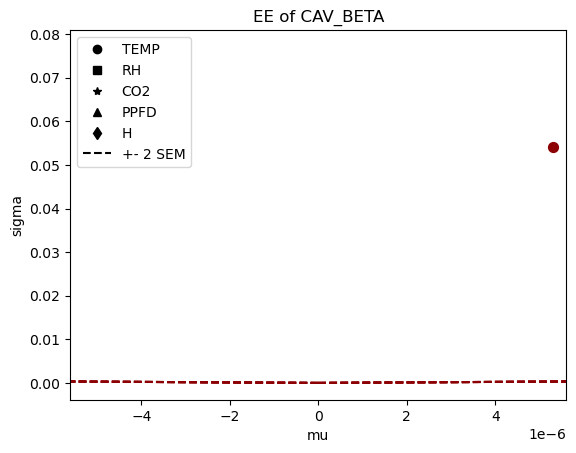 EE of CAV_BETA
0.08
0.07
0.06
0.05
0.04
0.03
0.02
0.01
0.00
sigma
TEMP
RH
CO2
PPFD
H
+- 2 SEM
−4
−2
0
2
4
1e−6
mu